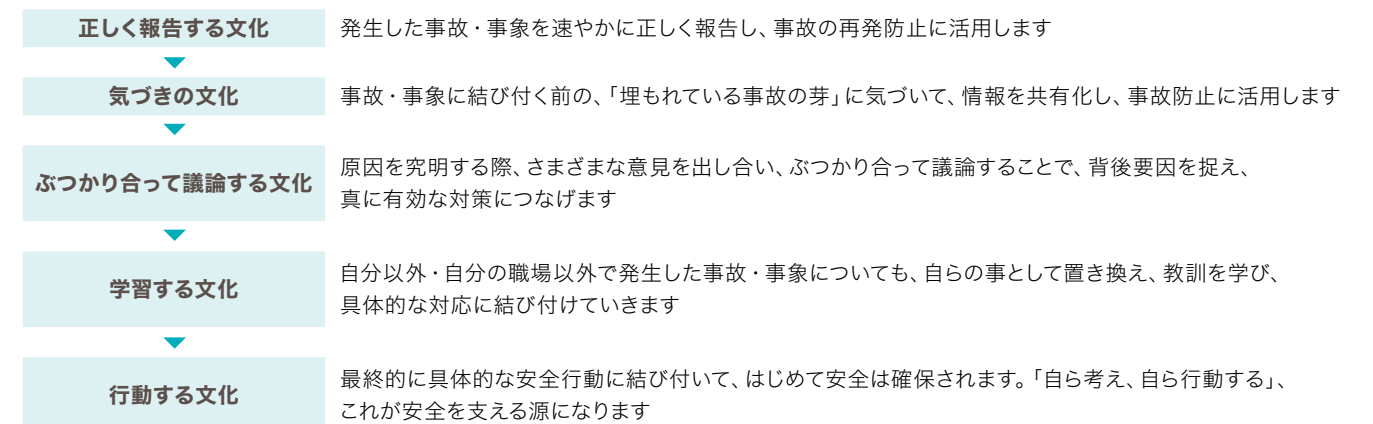 正しく報告する文化
発生した事故・事象を速やかに正しく報告し、事故の再発防止に活用します
気づきの文化
事故・事象に結び付く前の、「埋もれている事故の芽」に気づいて、情報を共有化し、事故防止に活用します
ぶつかり合って議論する文化
原因を究明する際、さまざまな意見を出し合い、ぶつかり合って議論することで、背後要因を捉え、
真に有効な対策につなげます
学習する文化
自分以外・自分の職場以外で発生した事故・事象についても、自らの事として置き換え、教訓を学び、
具体的な対応に結び付けていきます
行動する文化
最終的に具体的な安全行動に結び付いて、はじめて安全は確保されます。「自ら考え、自ら行動する」、
これが安全を支える源になります